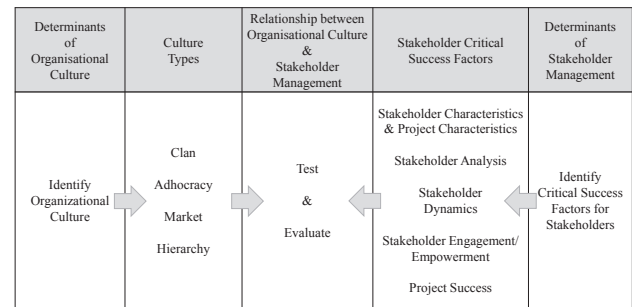 Determinants
of
Organisational
Culture
Culture
Types
Relationship between
Organisational Culture
&
Stakeholder
Management
Stakeholder Critical
Success Factors
Determinants
of
Stakeholder
Management
Identify
Organizational
Culture
Clan
Adhocracy
Market
Hierarchy
Test
&
Evaluate
Stakeholder Characteristics
& Project Characteristics
Stakeholder Analysis
Stakeholder
Dynamics
Stakeholder Engagement/
Empowerment
Project Success
Identify
Critical Success
Factors for
Stakeholders